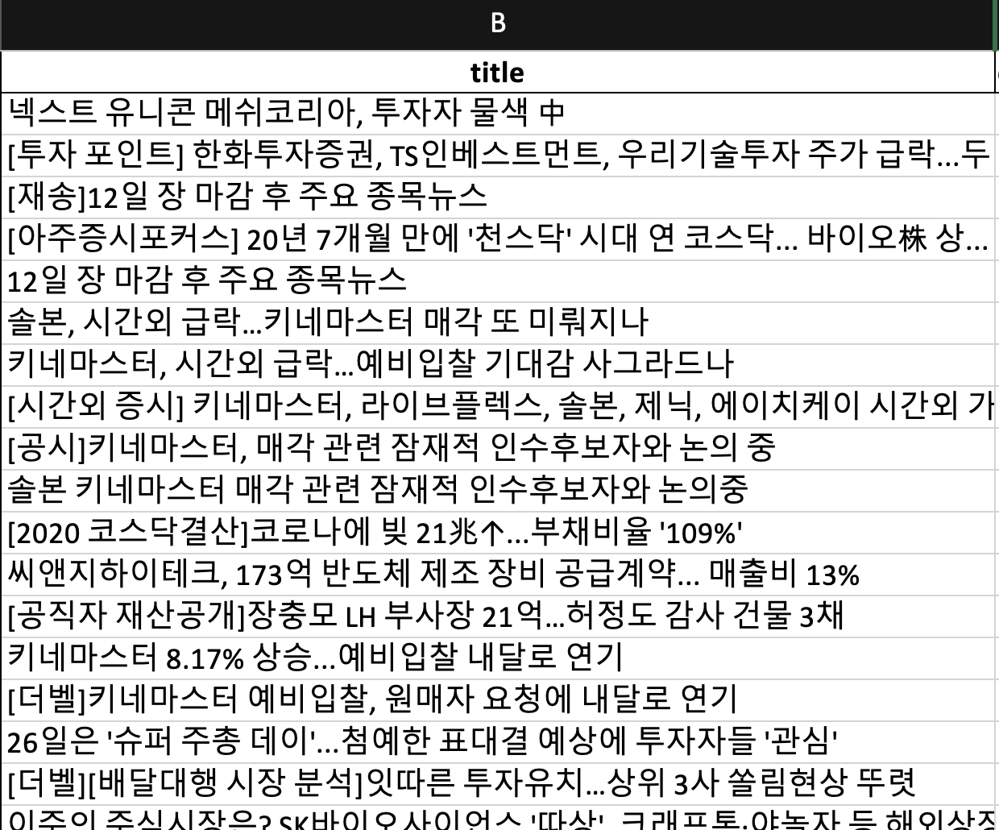 B
title
넥스트 유니콘 메쉬코리아, 투자자 물색 中
[투자 포인트] 한화투자증권, TS인베스트먼트, 우리기술투자 주가 급락...두
[재송]12일 장 마감 후 주요 종목뉴스
[아주증시포커스] 20년 7개월 만에 '천스닥' 시대 연 코스닥... 바이오株 상...
12일 장 마감 후 주요 종목뉴스
솔본, 시간외 급락...키네마스터 매각 또 미뤄지나
키네마스터, 시간외 급락...예비입찰 기대감 사그라드나
[시간외 증시] 키네마스터, 라이브플렉스, 솔본, 제닉, 에이치케이 시간외 가
[공시]키네마스터, 매각 관련 잠재적 인수후보자와 논의 중
솔본 키네마스터 매각 관련 잠재적 인수후보자와 논의중
[2020 코스닥결산]코로나에 빚 21兆↑...부채비율 '109%'
씨앤지하이테크, 173억 반도체 제조 장비 공급계약... 매출비 13%
[공직자 재산공개]장충모 LH 부사장 21억...허정도 감사 건물 3채
키네마스터 8.17% 상승...예비입찰 내달로 연기
[더벨]키네마스터 예비입찰, 원매자 요청에 내달로 연기
26일은 '슈퍼 주총 데이'...첨예한 표대결 예상에 투자자들 '관심'
[더벨][배달대행 시장 분석]잇따른 투자유치...상위 3사 쏠림현상 뚜렷
이주의 주식시장은? SK바이오사이언스 '따상', 크래프톤·야놀자 등 해외상장